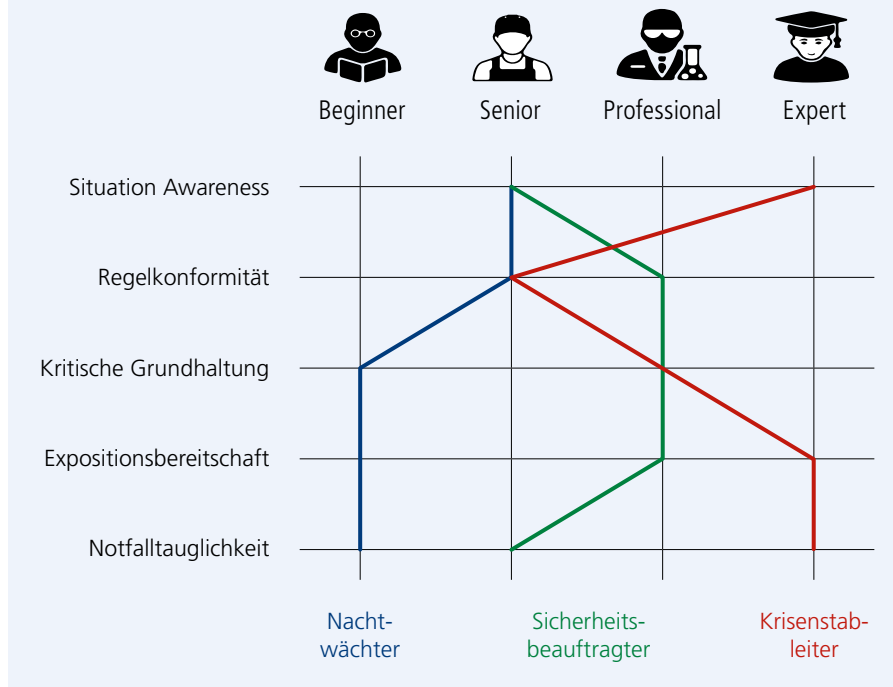 Beginner
Senior
Professional
Expert
Situation Awareness
Regelkonformität
Kritische Grundhaltung
Expositionsbereitschaft
Notfalltauglichkeit
Nacht-
wächter
Sicherheits-
beauftragter
Krisenstab-
leiter